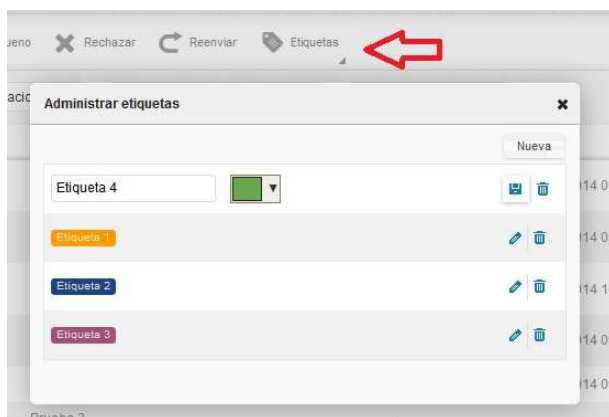 Rechazar Reenviar Etiquetas
Administrar etiquetas
Nueva
Etiqueta 4
Etiqueta 1
Etiqueta 2
Etiqueta 3